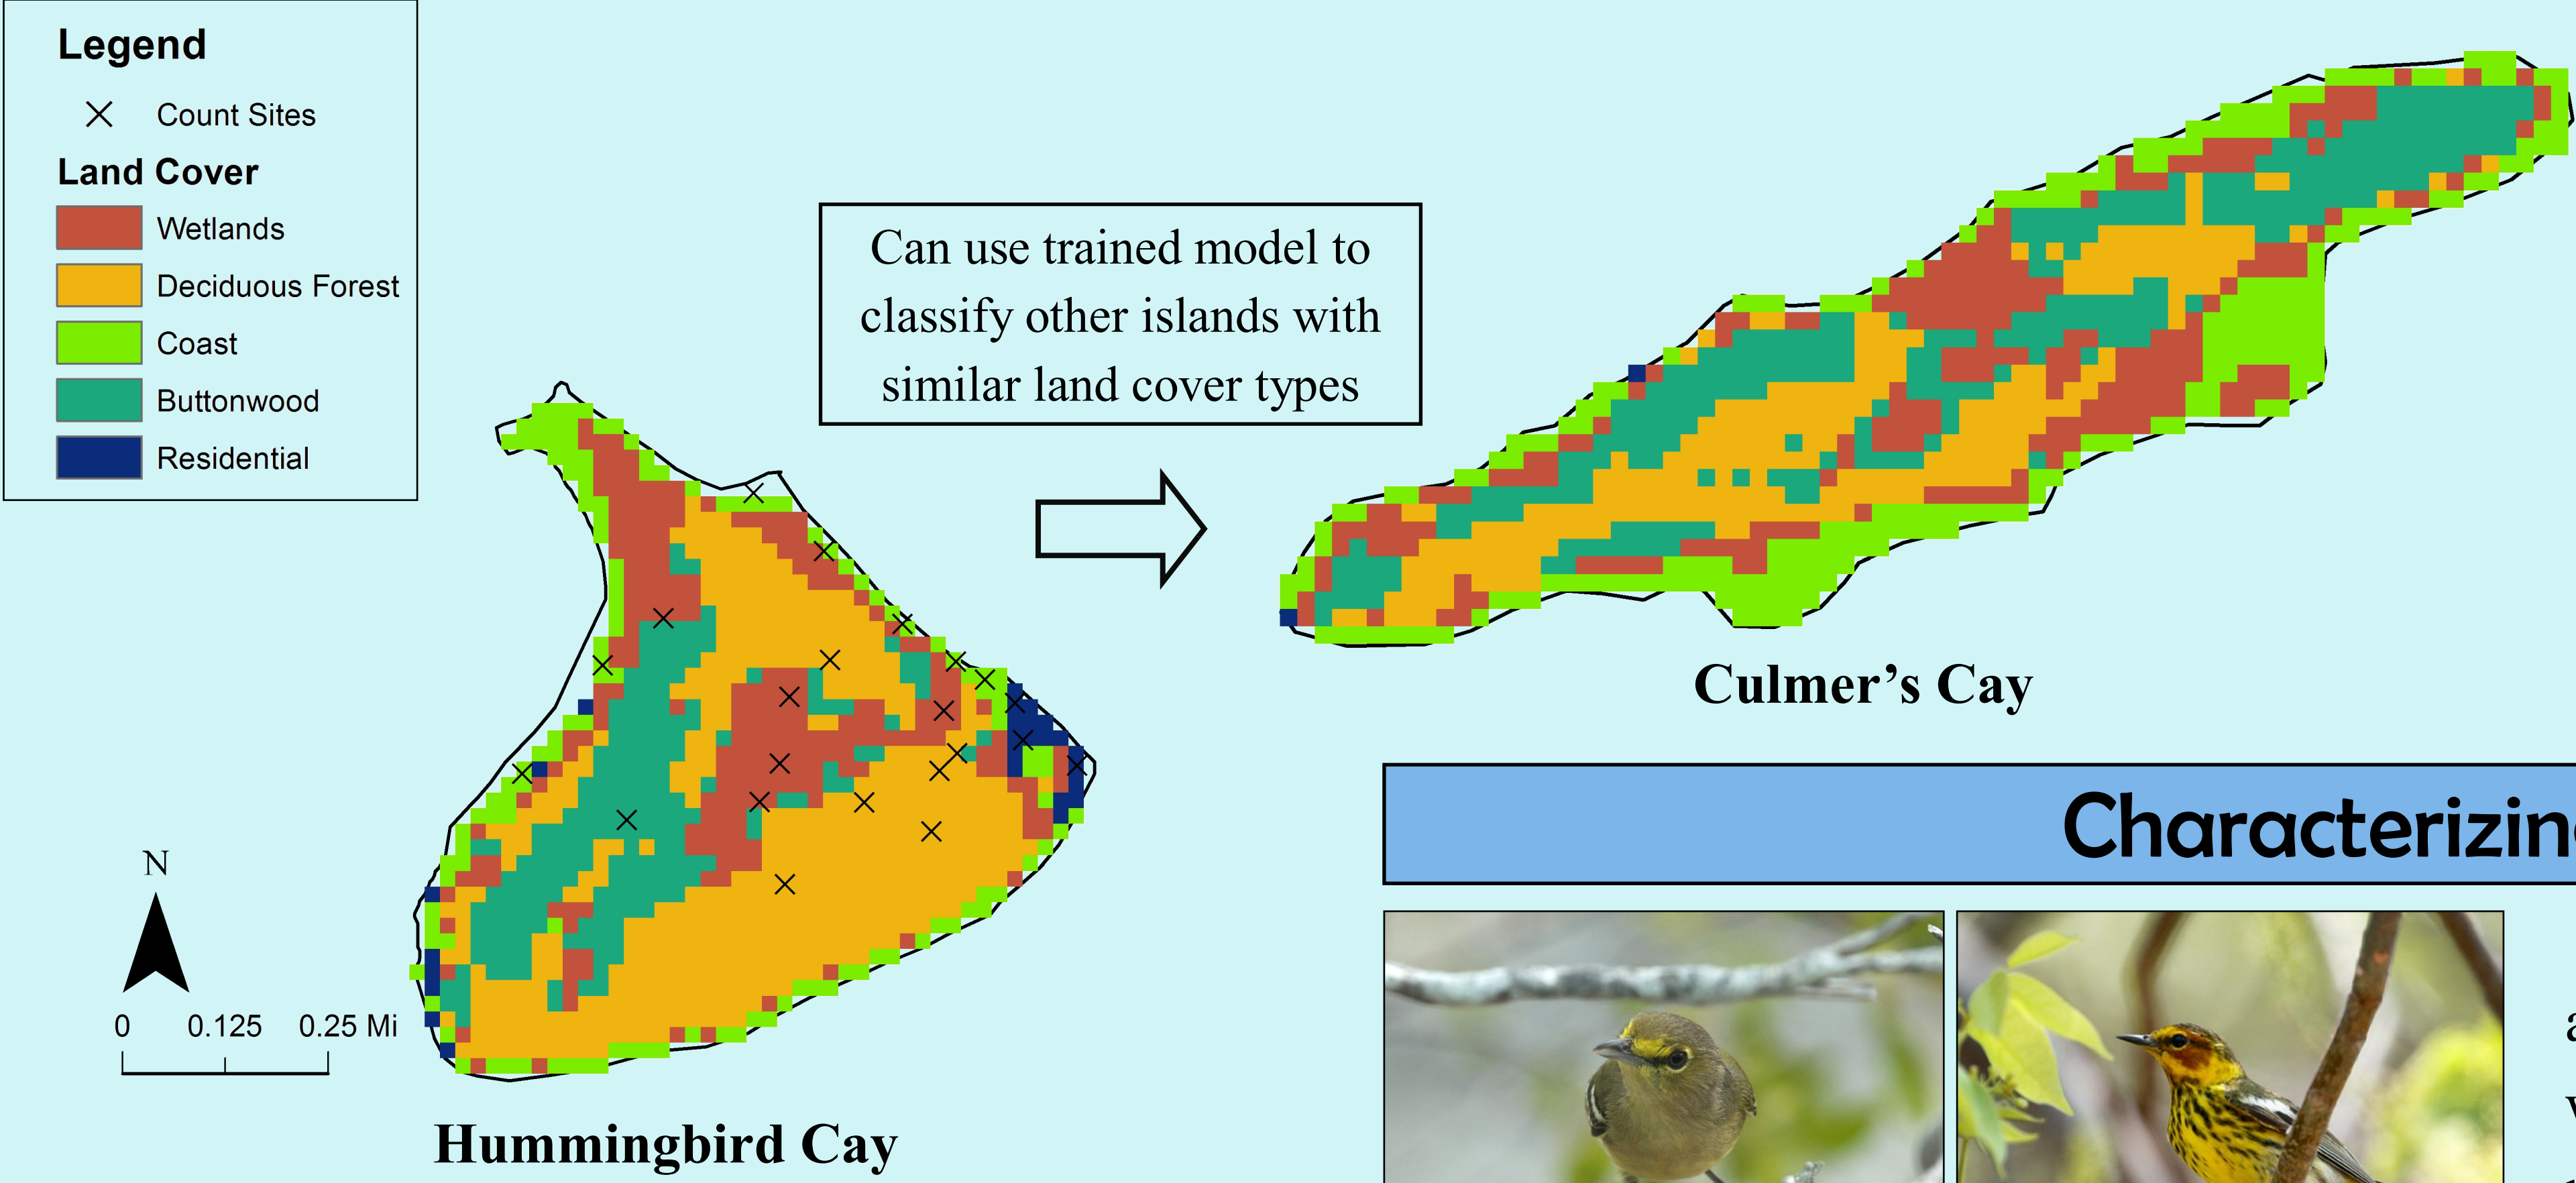 Legend
Count Sites
Land Cover
Wetlands
Deciduous Forest
Coast
Buttonwood
Residential
Can use trained model to
classify other islands with
similar land cover types
Culmer’s Cay
N
0 0.125 0.25 Mi
Hummingbird Cay